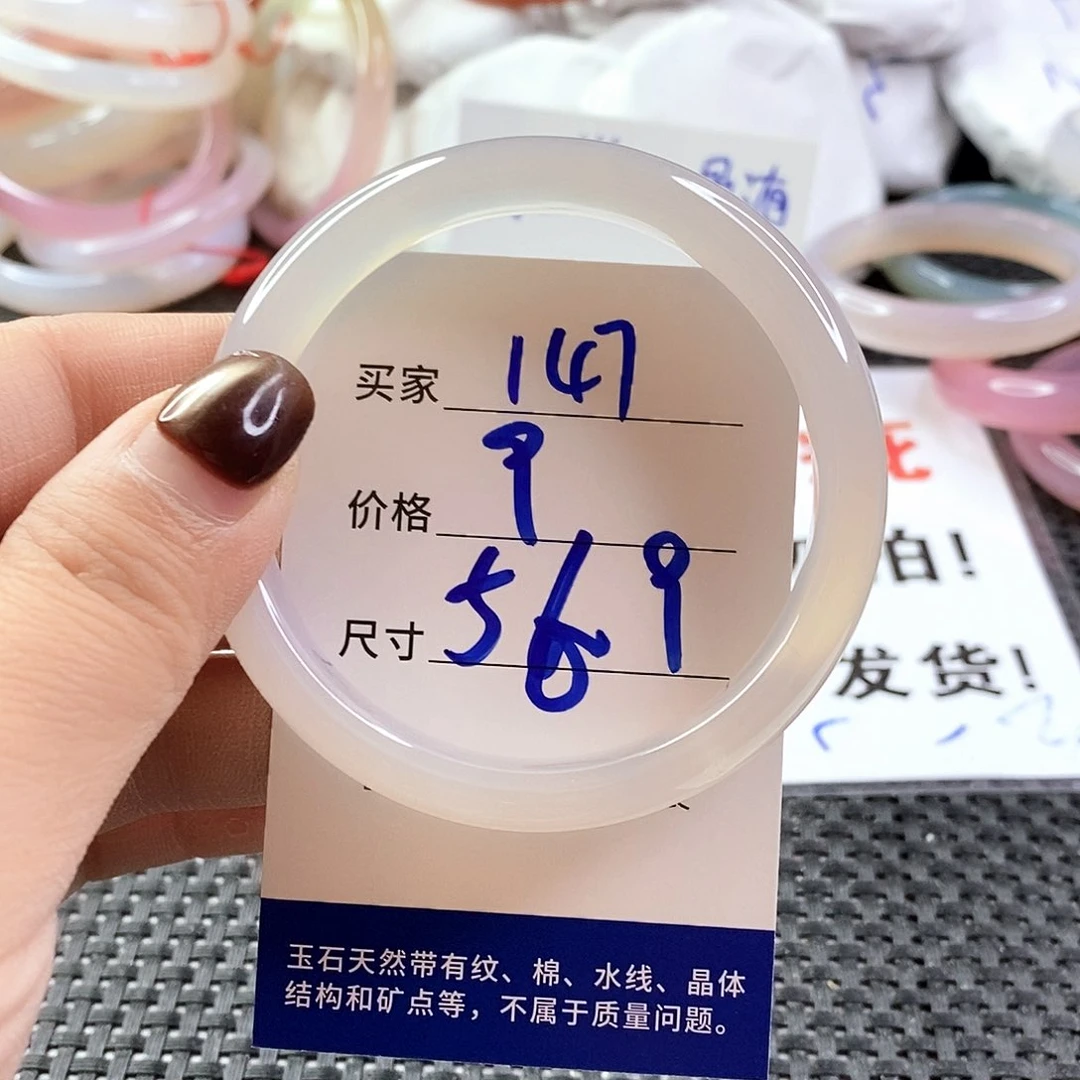 买家 147
价格 9
尺寸 56 9
玉石天然带有纹、棉、水线、晶体
结构和矿点等，不属于质量问题。
拍!
发货!